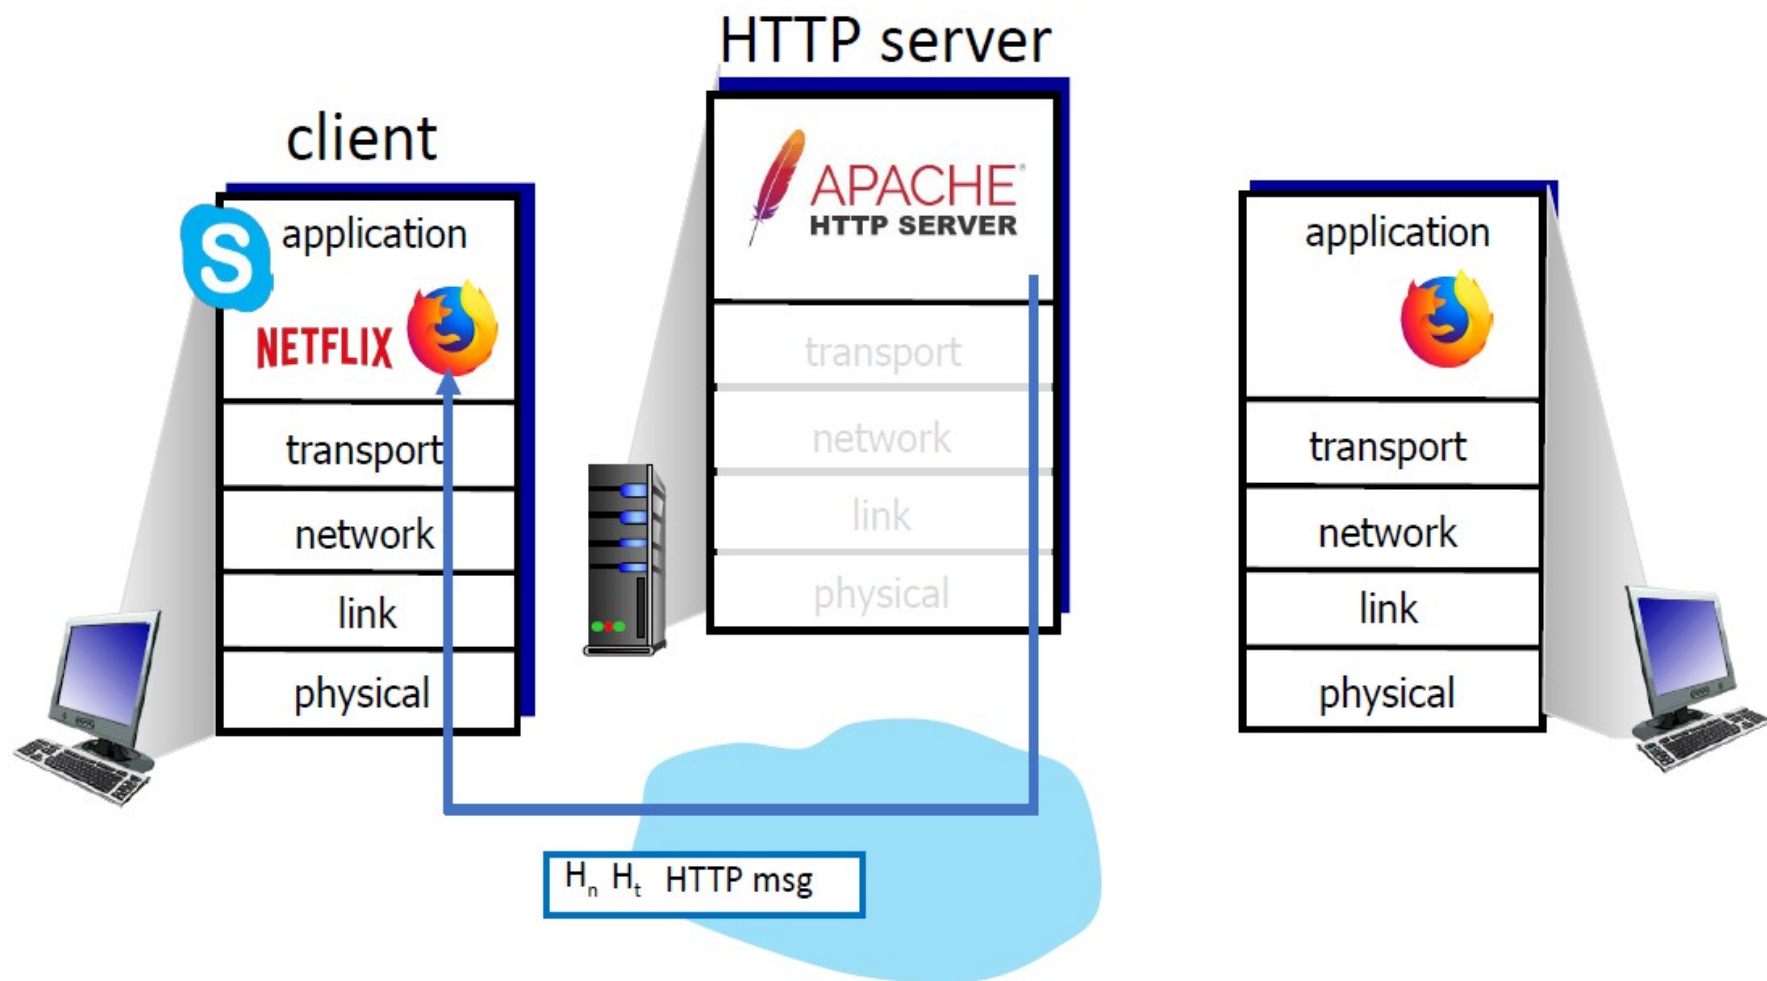 HTTP server
client
application
S
NETFLIX
transport
network
link
physical
APACHE®
HTTP SERVER
transport
network
link
physical
application
transport
network
link
physical
Hn Ht HTTP msg